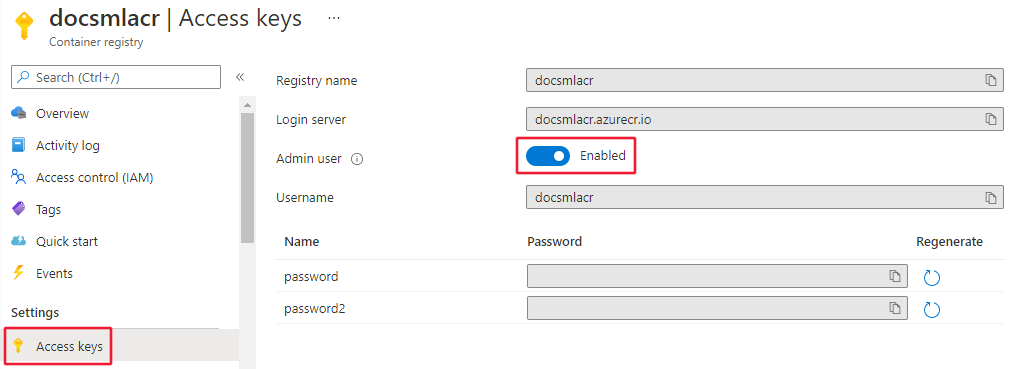 docsmlacr | Access keys ...
Container registry
Search (Ctrl+/) «
Overview
Activity log
Access control (IAM)
Tags
Quick start
Events
Settings
Access keys
Registry name docsmlacr
Login server docsmlacr.azurecr.io
Admin user Enabled
Username docsmlacr
Name Password Regenerate
password
password2